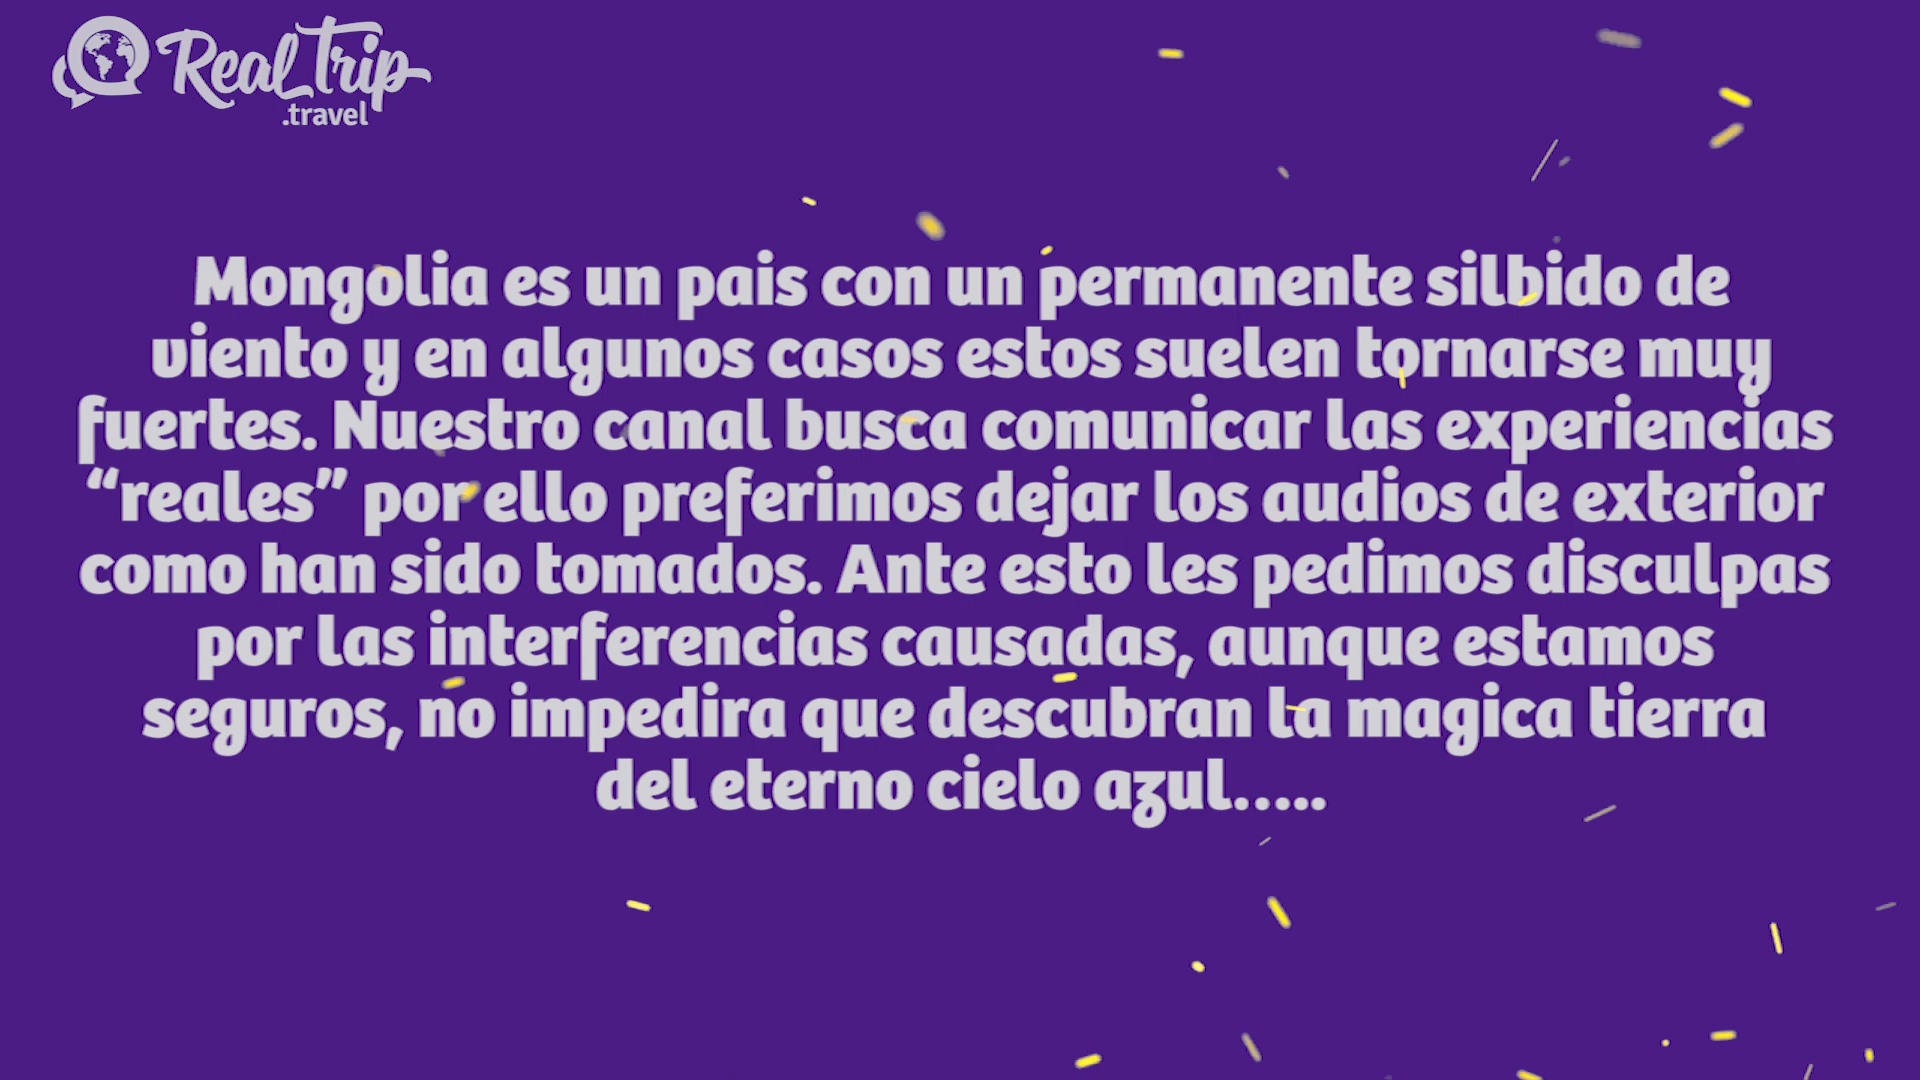 Real Trip
.travel
Mongolia es un pais con un permanente silbido de
viento y en algunos casos estos suelen tornarse muy
fuertes. Nuestro canal busca comunicar las experiencias
“reales” por ello preferimos dejar los audios de exterior
como han sido tomados. Ante esto les pedimos disculpas
por las interferencias causadas, aunque estamos
seguros, no impedira que descubran la magica tierra
del eterno cielo azul.....